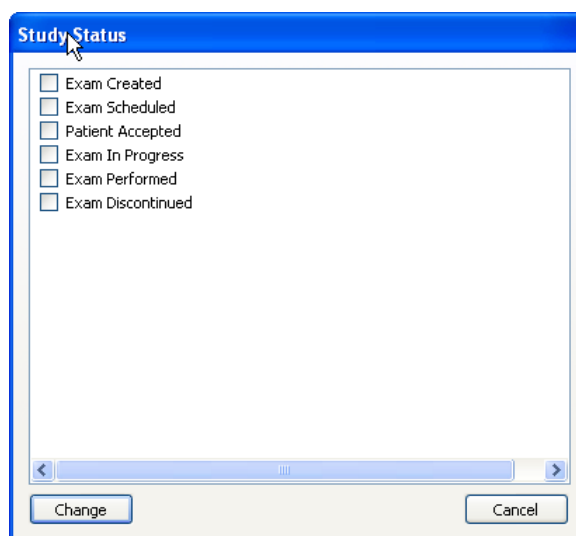 Study Status
Exam Created
Exam Scheduled
Patient Accepted
Exam In Progress
Exam Performed
Exam Discontinued
Change
Cancel